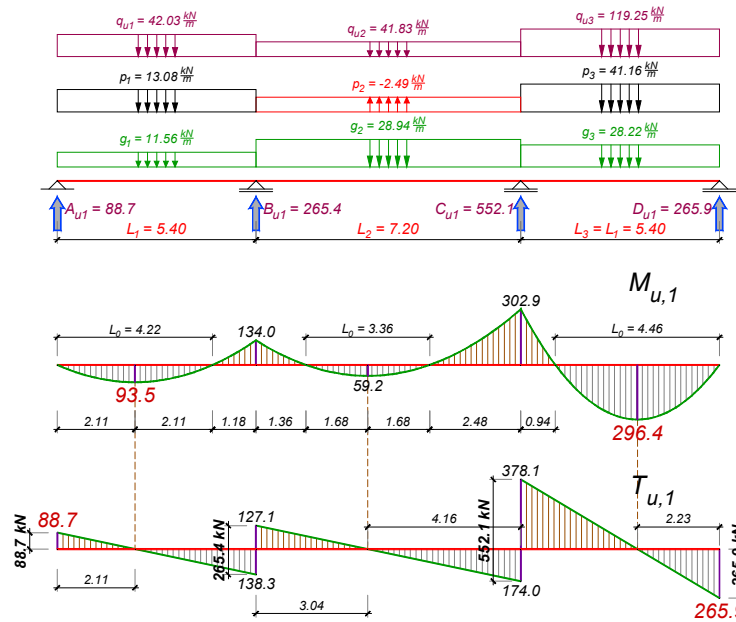 q_u1 = 42.03 kN/m
q_u2 = 41.83 kN/m
q_u3 = 119.25 kN/m
p_1 = 13.08 kN/m
p_2 = -2.49 kN/m
p_3 = 41.16 kN/m
g_1 = 11.56 kN/m
g_2 = 28.94 kN/m
g_3 = 28.22 kN/m
A_u1 = 88.7
B_u1 = 265.4
C_u1 = 552.1
D_u1 = 265.9
L_1 = 5.40
L_2 = 7.20
L_3 = L_1 = 5.40
M_u,1
302.9
L_0 = 4.22
134.0
L_0 = 3.36
L_0 = 4.46
93.5
59.2
296.4
2.11
2.11
1.18
1.36
1.68
1.68
2.48
0.94
T_u,1
378.1
88.7
88.7 kN
127.1
265.4 kN
4.16
552.1 kN
2.23
2.11
138.3
174.0
3.04
265.9